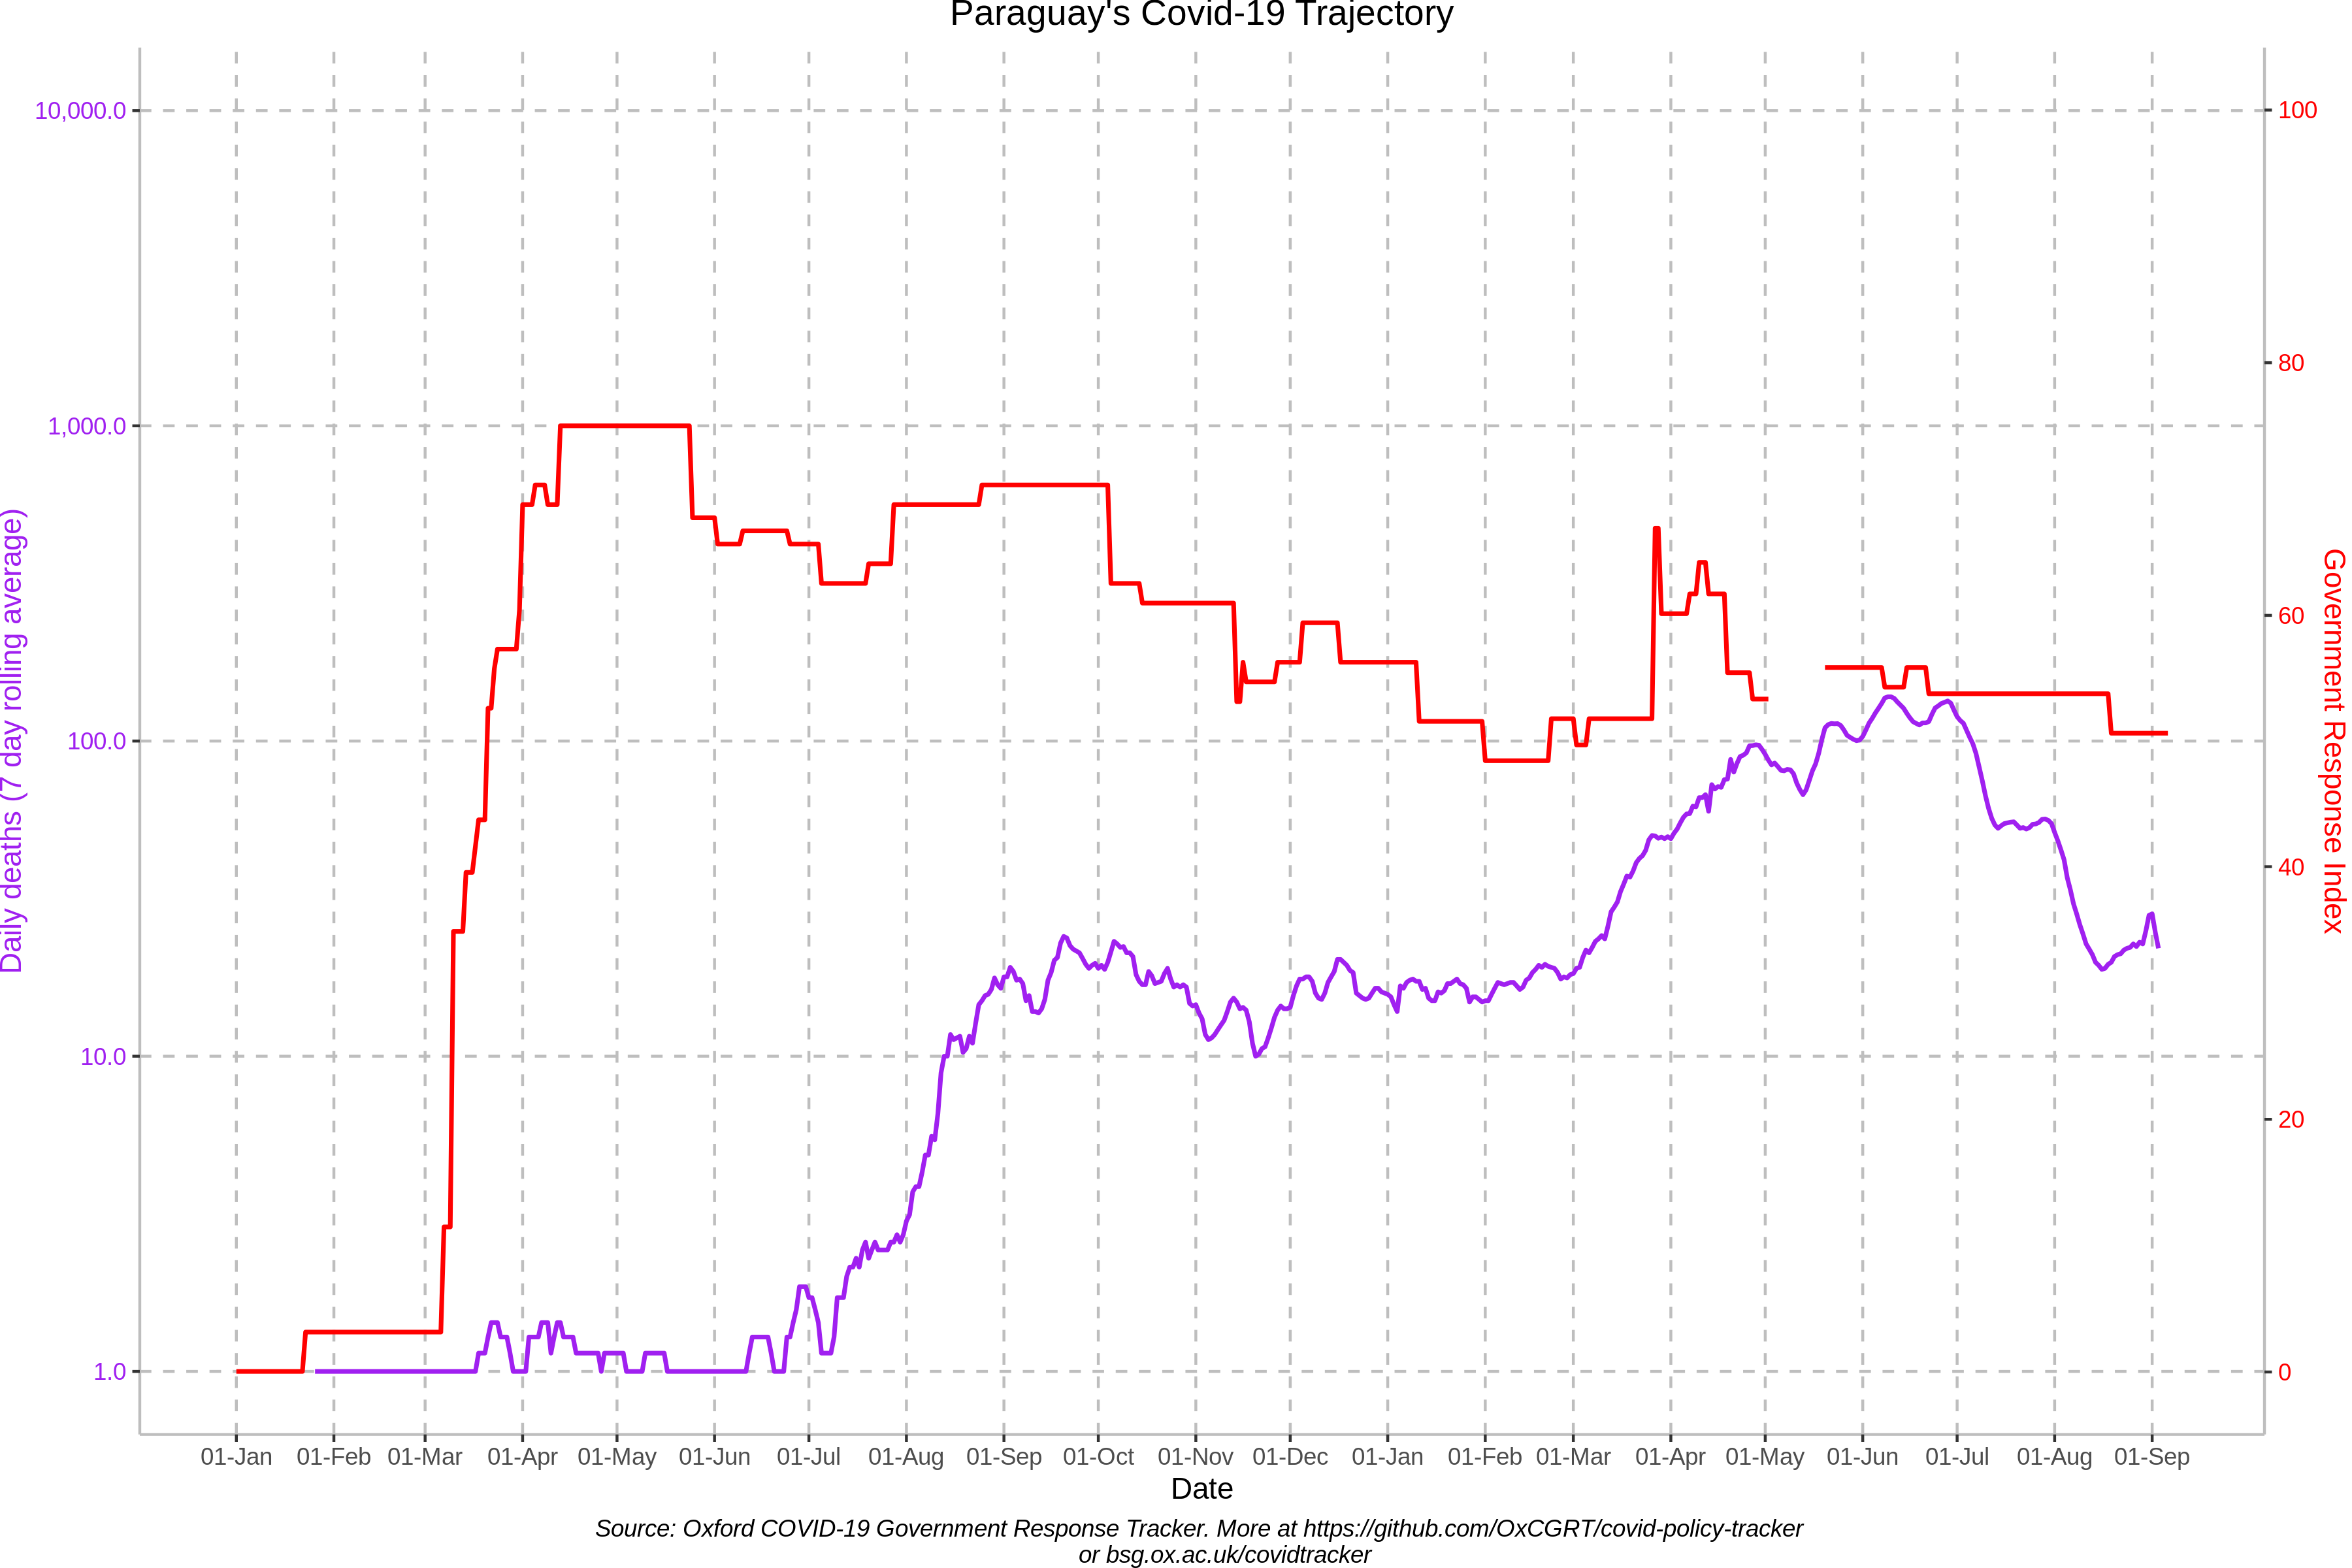 Paraguay's Covid-19 Trajectory
10,000.0
1,000.0
100.0
10.0
1.0
Daily deaths (7 day rolling average)
100
80
60
40
20
0
Government Response Index
01-Jan 01-Feb 01-Mar 01-Apr 01-May 01-Jun 01-Jul 01-Aug 01-Sep 01-Oct 01-Nov 01-Dec 01-Jan 01-Feb 01-Mar 01-Apr 01-May 01-Jun 01-Jul 01-Aug 01-Sep
Date
Source: Oxford COVID-19 Government Response Tracker. More at https://github.com/OxCGRT/covid-policy-tracker
or bsg.ox.ac.uk/covidtracker